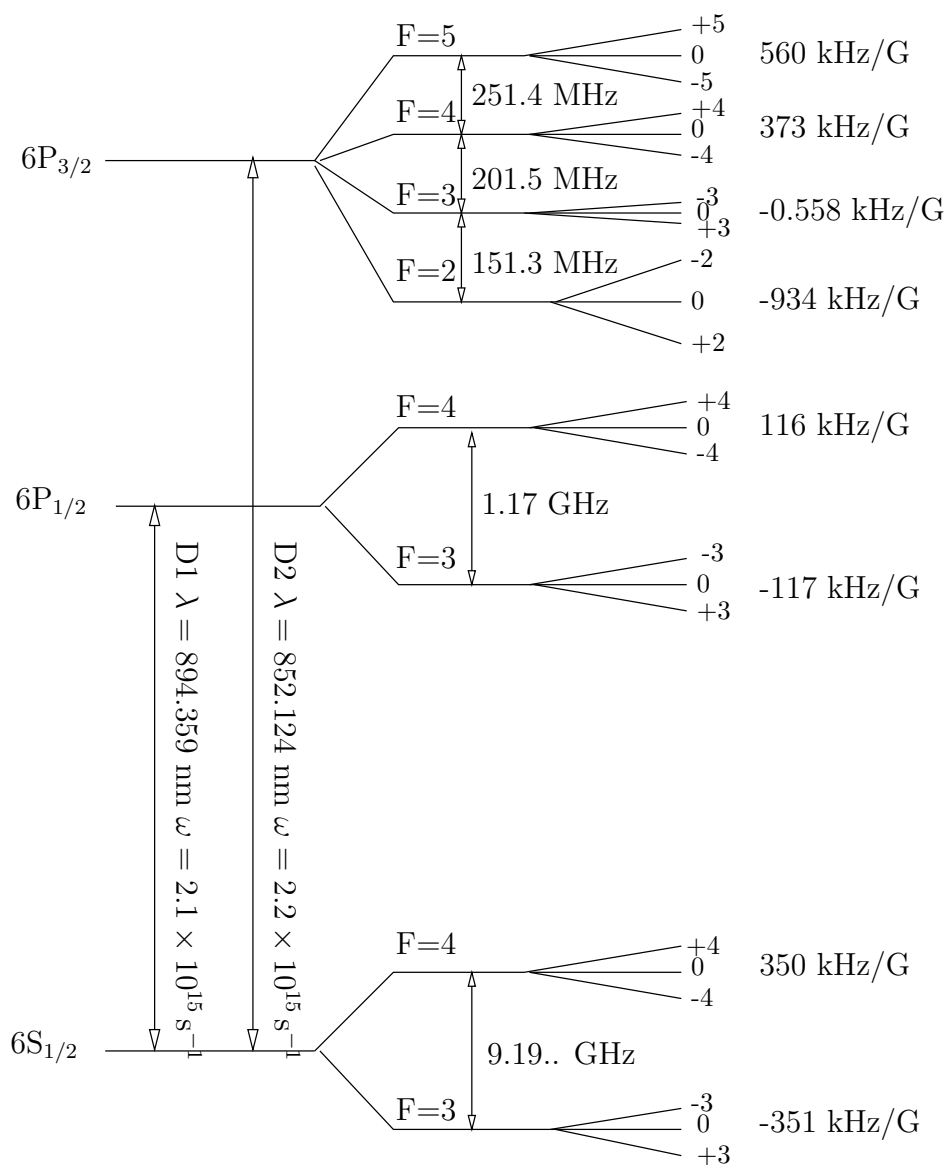 F=5
+5
0
-5
560 kHz/G
251.4 MHz
F=4
+4
0
-4
373 kHz/G
6P3/2
201.5 MHz
F=3
-3
0
+3
-0.558 kHz/G
F=2
151.3 MHz
-2
0
+2
-934 kHz/G
F=4
+4
0
-4
116 kHz/G
6P1/2
1.17 GHz
F=3
-3
0
+3
-117 kHz/G
D1 λ = 894.359 nm ω = 2.1 × 10¹⁵ s⁻¹
D2 λ = 852.124 nm ω = 2.2 × 10¹⁵ s⁻¹
F=4
+4
0
-4
350 kHz/G
6S1/2
9.19.. GHz
F=3
-3
0
+3
-351 kHz/G